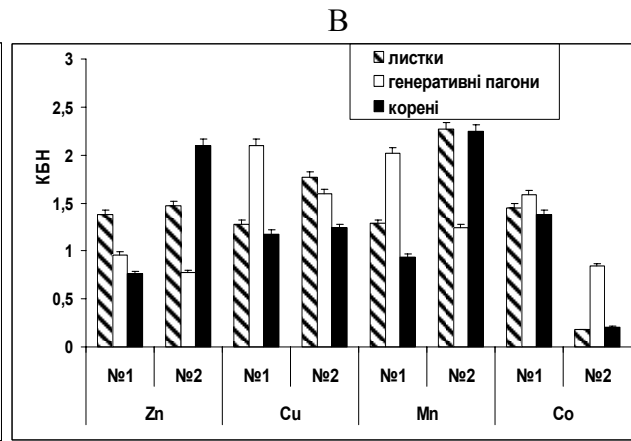 В
листки
генеративні пагони
корені
КБН
3
2,5
2
1,5
1
0,5
0
№1 №2 №1 №2 №1 №2 №1 №2
Zn Cu Mn Co